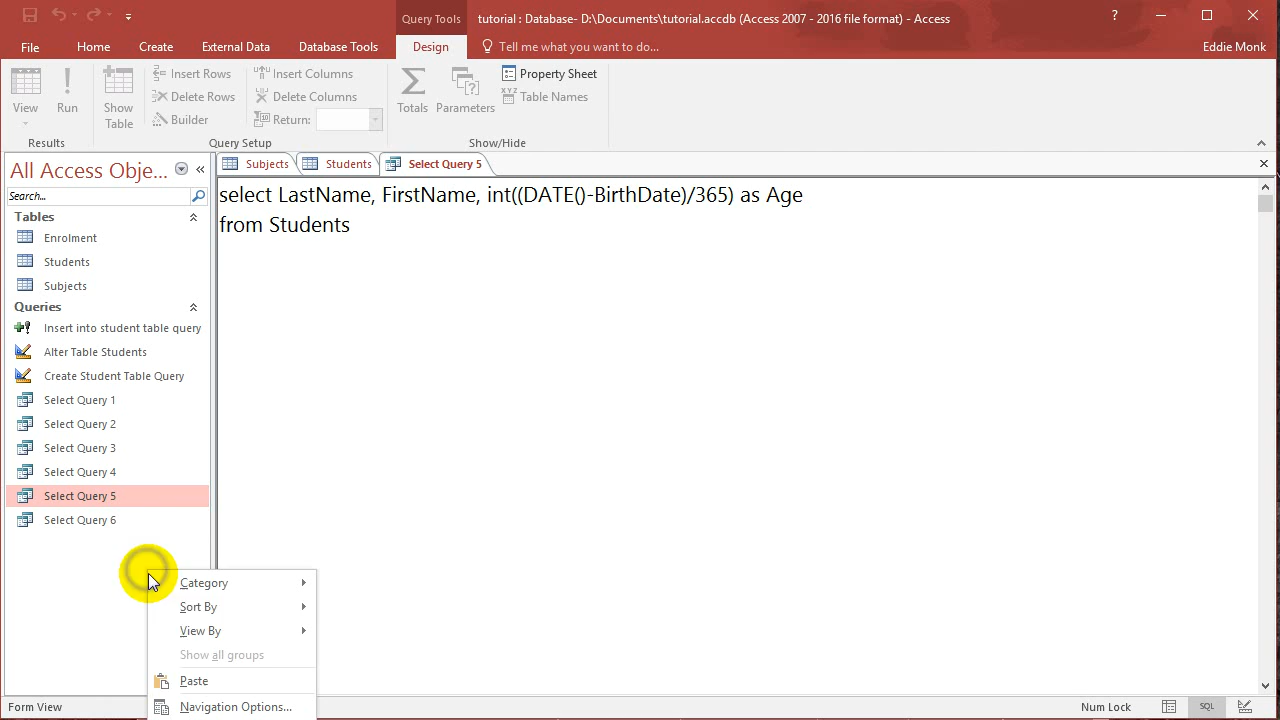 Query Tools
tutorial : Database- D:\Documents\tutorial.accdb (Access 2007 - 2016 file format) - Access
?
File
Home
Create
External Data
Database Tools
Design
Tell me what you want to do...
Eddie Monk
View
Run
Show Table
Insert Rows
Delete Rows
Builder
Insert Columns
Delete Columns
Return:
Totals
Parameters
Property Sheet
XYZ Table Names
Results
Query Setup
Show/Hide
All Access Obje...
Search...
Subjects
Students
Select Query 5
Tables
Enrolment
Students
Subjects
Queries
Insert into student table query
Alter Table Students
Create Student Table Query
Select Query 1
Select Query 2
Select Query 3
Select Query 4
Select Query 5
Select Query 6
select LastName, FirstName, int((DATE()-BirthDate)/365) as Age
from Students
Category
Sort By
View By
Show all groups
Paste
Navigation Options...
Form View
Num Lock
SQL